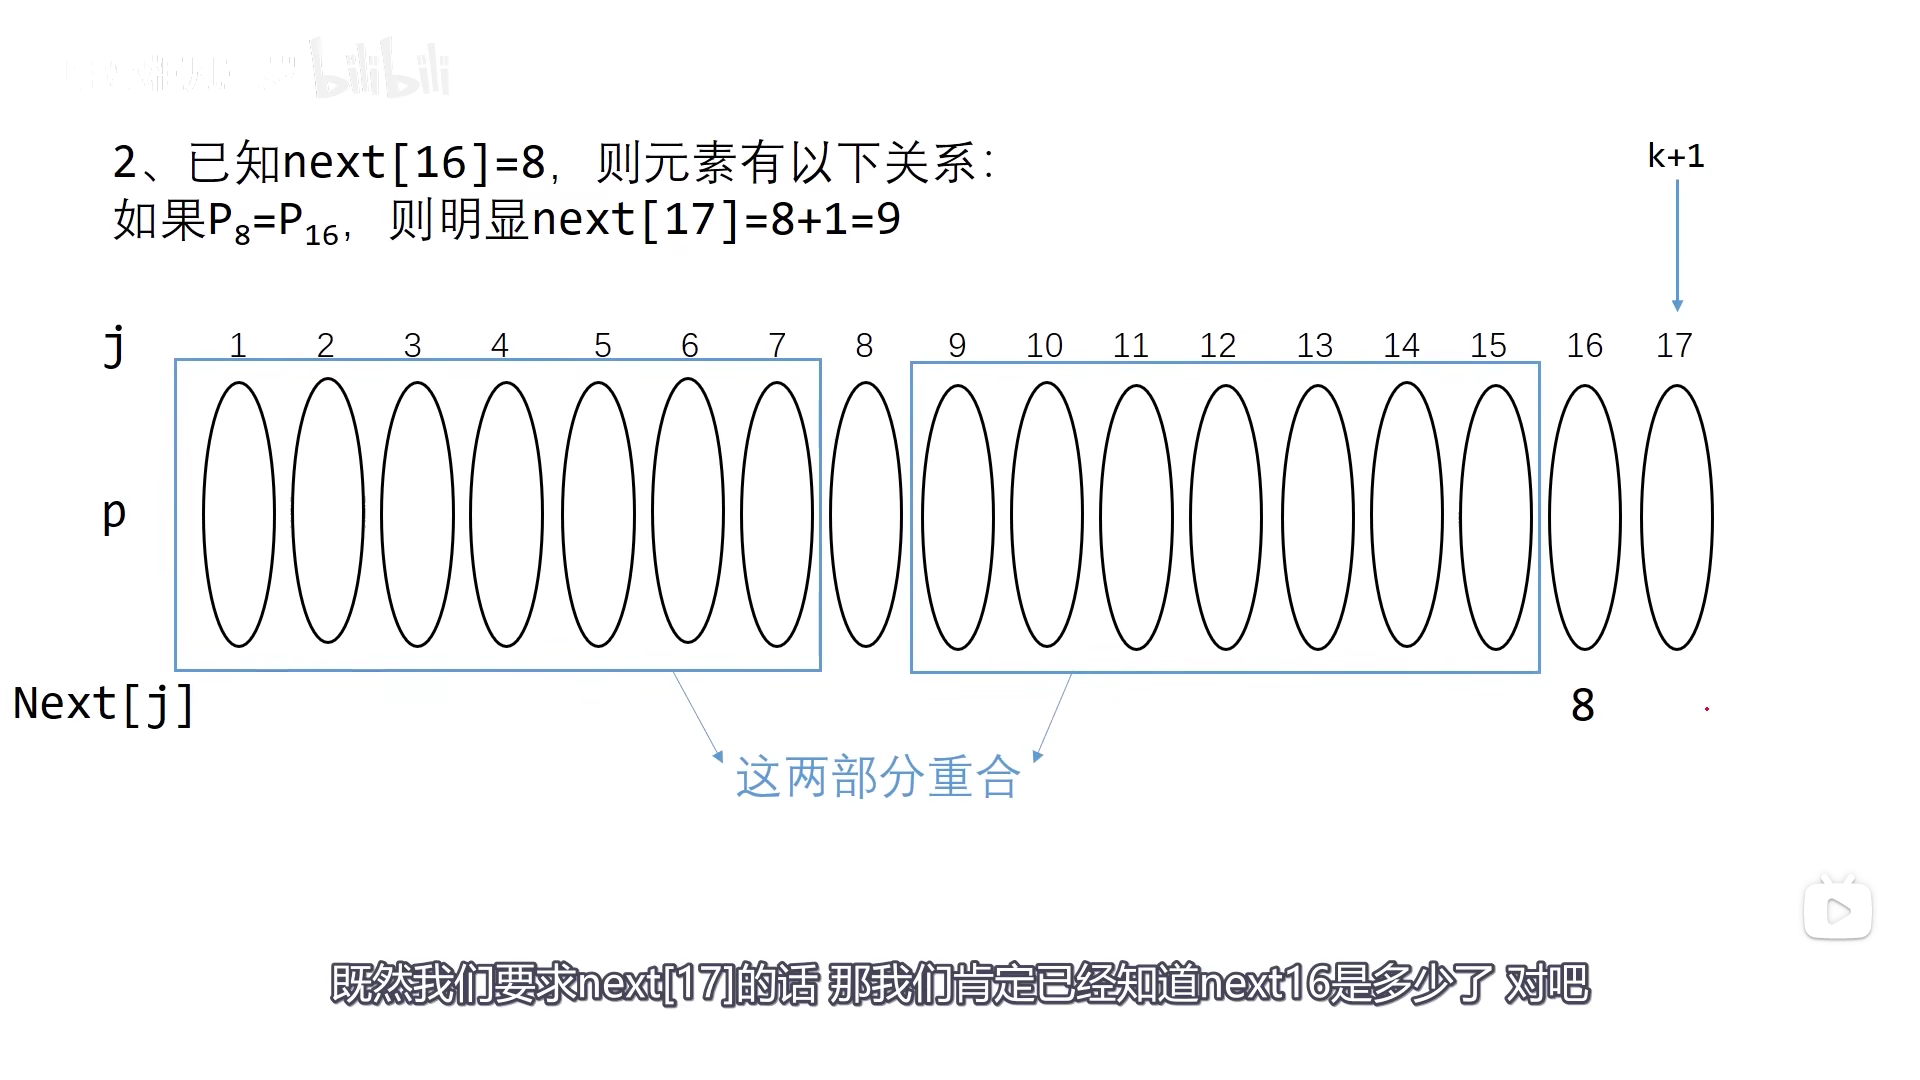 bilibili
2、已知next[16]=8，则元素有以下关系：
如果P8=P16，则明显next[17]=8+1=9
k+1
j 1 2 3 4 5 6 7 8 9 10 11 12 13 14 15 16 17
p
Next[j] 8
这两部分重合
既然我们要求next[17]的话 那我们肯定已经知道next16是多少了 对吧